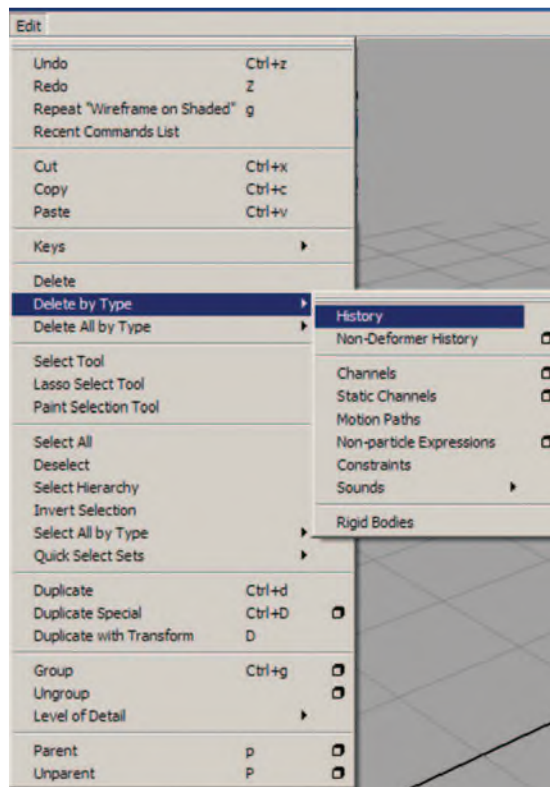 Edit
Undo Ctrl+z
Redo Z
Repeat "Wireframe on Shaded" g
Recent Commands List
Cut Ctrl+x
Copy Ctrl+c
Paste Ctrl+v
Keys
Delete
Delete by Type
Delete All by Type
Select Tool
Lasso Select Tool
Paint Selection Tool
Select All
Deselect
Select Hierarchy
Invert Selection
Select All by Type
Quick Select Sets
Duplicate Ctrl+d
Duplicate Special Ctrl+D
Duplicate with Transform D
Group Ctrl+g
Ungroup
Level of Detail
Parent p
Unparent P
History
Non-Deformer History
Channels
Static Channels
Motion Paths
Non-particle Expressions
Constraints
Sounds
Rigid Bodies